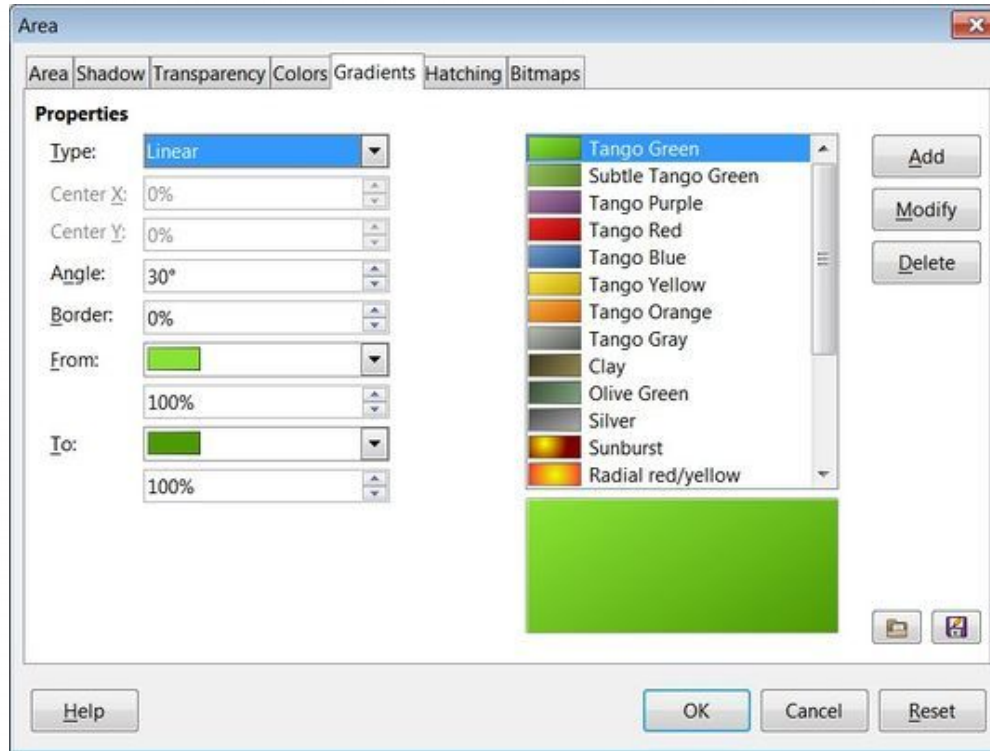 Area
Area Shadow Transparency Colors Gradients Hatching Bitmaps
Properties
Type: Linear
Center X: 0%
Center Y: 0%
Angle: 30°
Border: 0%
From:
100%
To:
100%
Tango Green
Subtle Tango Green
Tango Purple
Tango Red
Tango Blue
Tango Yellow
Tango Orange
Tango Gray
Clay
Olive Green
Silver
Sunburst
Radial red/yellow
Add
Modify
Delete
Help OK Cancel Reset